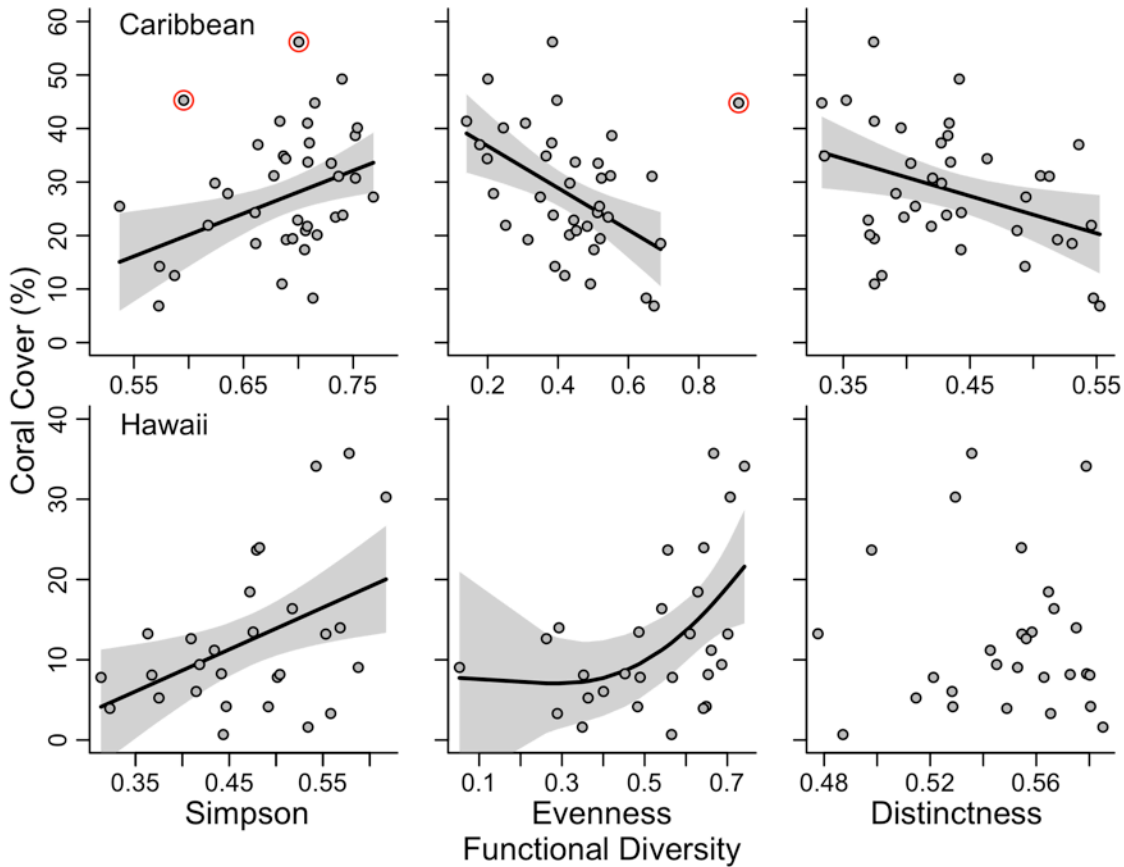 Caribbean
60
50
40
30
20
10
0
0.55 0.65 0.75
0.2 0.4 0.6 0.8
0.35 0.45 0.55
Coral Cover (%)
Hawaii
40
30
20
10
0
0.35 0.45 0.55
0.1 0.3 0.5 0.7
0.48 0.52 0.56
Simpson Evenness Distinctness
Functional Diversity